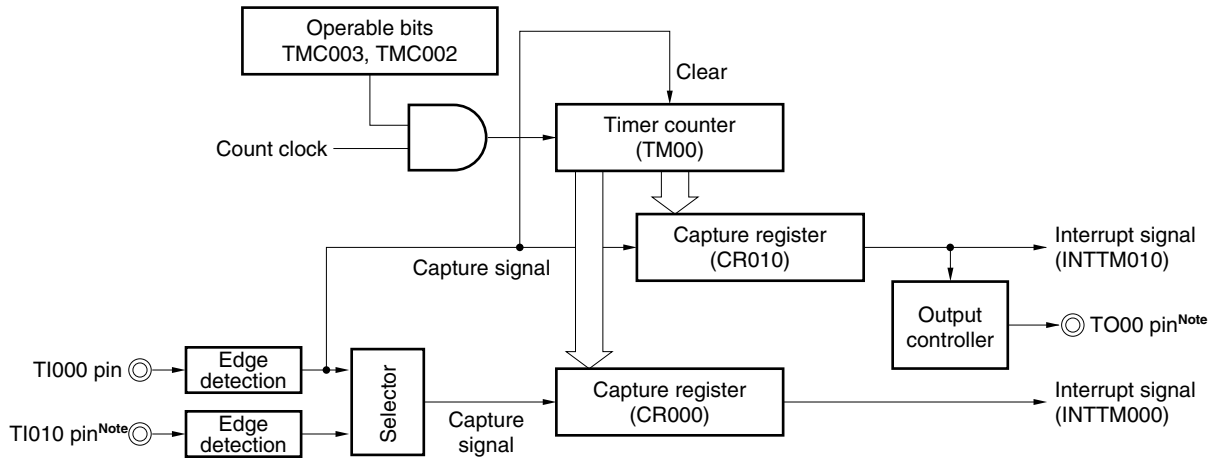 Operable bits
TMC003, TMC002
Clear
Timer counter
(TM00)
Count clock
Capture register
(CR010)
Interrupt signal
(INTTM010)
Capture signal
Output
controller
TO00 pinNote
TI000 pin
Edge
detection
Selector
Capture register
(CR000)
Interrupt signal
(INTTM000)
TI010 pinNote
Edge
detection
Capture
signal